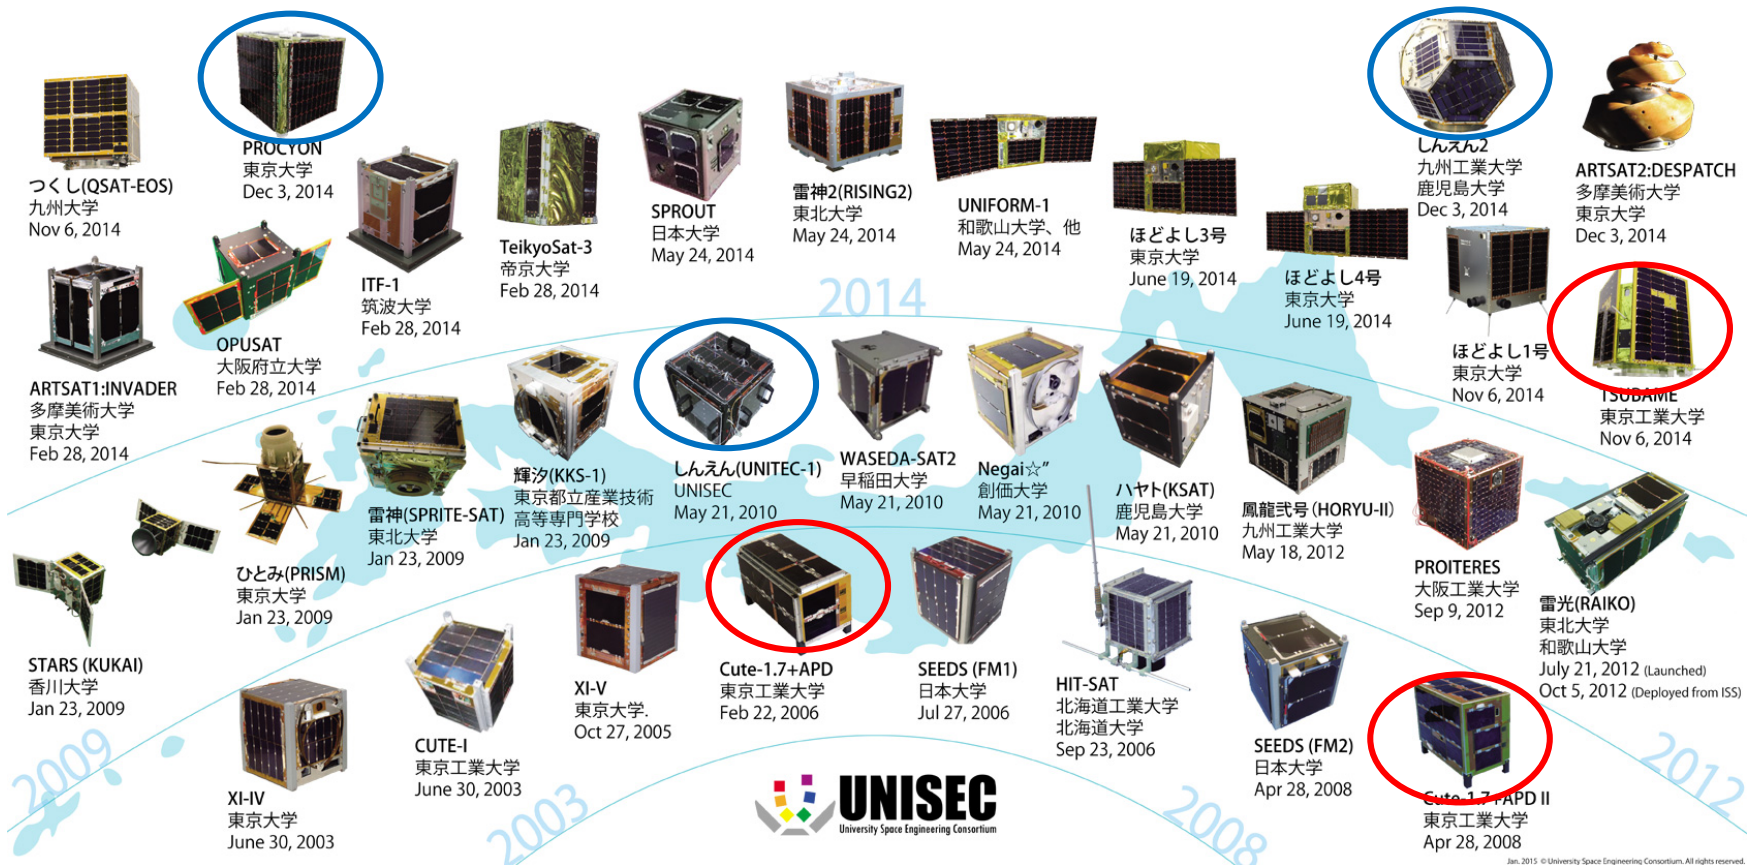 つくし(QSAT-EOS)
九州大学
Nov 6, 2014
PROCYON
東京大学
Dec 3, 2014
ITF-1
筑波大学
Feb 28, 2014
TeikyoSat-3
帝京大学
Feb 28, 2014
SPROUT
日本大学
May 24, 2014
雷神2(RISING2)
東北大学
May 24, 2014
UNIFORM-1
和歌山大学、他
May 24, 2014
ほどよし3号
東京大学
June 19, 2014
ほどよし4号
東京大学
June 19, 2014
しんえん2
九州工業大学
鹿児島大学
Dec 3, 2014
ARTSAT2:DESPATCH
多摩美術大学
東京大学
Dec 3, 2014
ARTSAT1:INVADER
多摩美術大学
東京大学
Feb 28, 2014
OPUSAT
大阪府立大学
Feb 28, 2014
2014
ほどよし1号
東京大学
Nov 6, 2014
TSUBAME
東京工業大学
Nov 6, 2014
STARS (KUKAI)
香川大学
Jan 23, 2009
ひとみ(PRISM)
東京大学
Jan 23, 2009
雷神(SPRITE-SAT)
東北大学
Jan 23, 2009
輝汐(KKS-1)
東京都立産業技術
高等専門学校
Jan 23, 2009
しんえん(UNITEC-1)
UNISEC
May 21, 2010
WASEDA-SAT2
早稲田大学
May 21, 2010
Negai☆”
創価大学
May 21, 2010
ハヤト(KSAT)
鹿児島大学
May 21, 2010
鳳龍弐号(HORYU-II)
九州工業大学
May 18, 2012
PROITERES
大阪工業大学
Sep 9, 2012
雷光(RAIKO)
東北大学
和歌山大学
July 21, 2012 (Launched)
Oct 5, 2012 (Deployed from ISS)
2009
2012
XI-IV
東京大学
June 30, 2003
CUTE-I
東京工業大学
June 30, 2003
XI-V
東京大学.
Oct 27, 2005
Cute-1.7+APD
東京工業大学
Feb 22, 2006
SEEDS (FM1)
日本大学
Jul 27, 2006
HIT-SAT
北海道工業大学
北海道大学
Sep 23, 2006
SEEDS (FM2)
日本大学
Apr 28, 2008
Cute-1.7+APD II
東京工業大学
Apr 28, 2008
2003
2008
UNISEC
University Space Engineering Consortium
Jan. 2015 © University Space Engineering Consortium. All rights reserved.